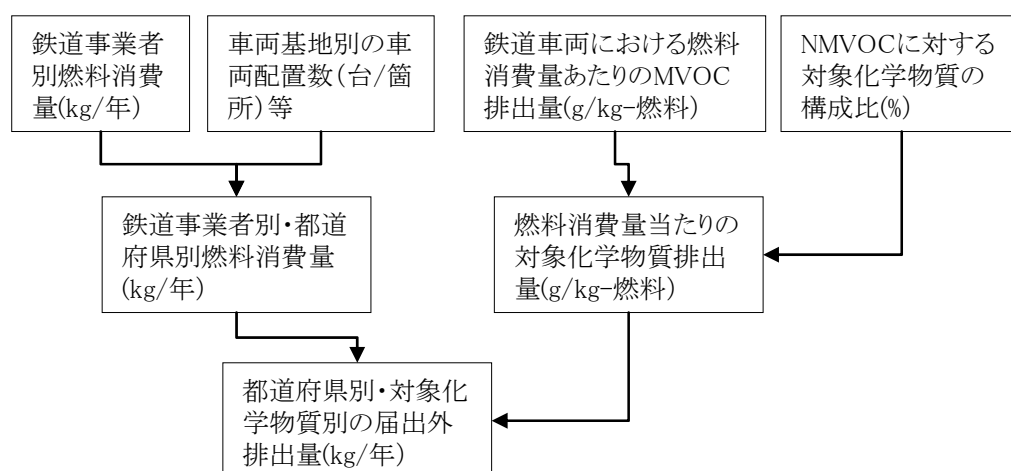 鉄道事業者
別燃料消費
量(kg/年)
車両基地別の車
両配置数(台/箇
所)等
鉄道車両における燃料
消費量あたりのMVOC
排出量(g/kg-燃料)
NMVOCに対する
対象化学物質の
構成比(%)
鉄道事業者別・都道
府県別燃料消費量
(kg/年)
燃料消費量当たりの
対象化学物質排出
量(g/kg-燃料)
都道府県別・対象化
学物質別の届出外
排出量(kg/年)